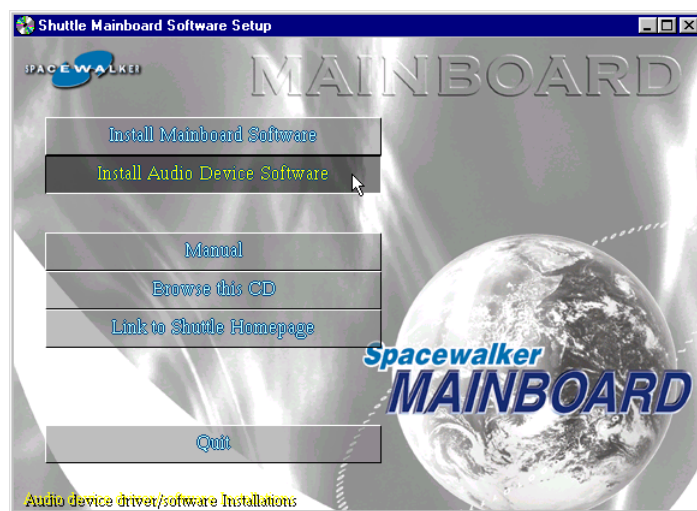 Shuttle Mainboard Software Setup
SPACEWALKER
MAINBOARD
Install Mainboard Software
Install Audio Device Software
Manual
Browse this CD
Link to Shuttle Homepage
Spacewalker
MAINBOARD
Quit
Audio device driver/software Installations